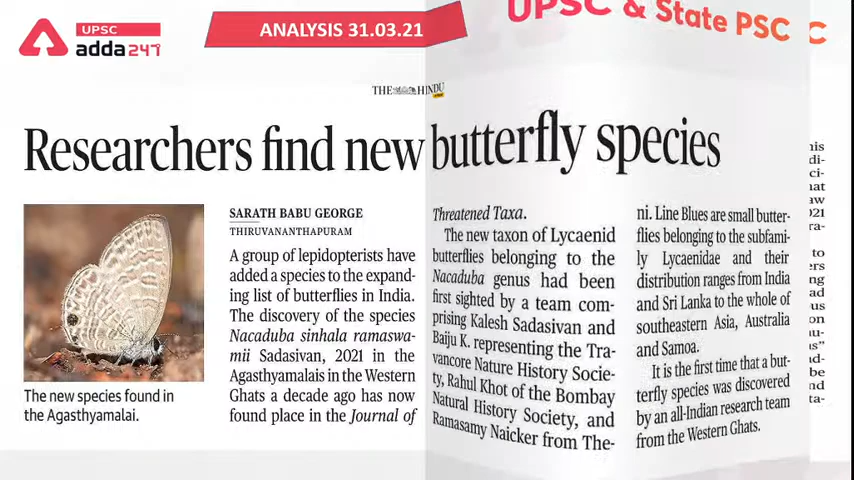 UPSC
adda247
ANALYSIS 31.03.21
UPSC & State PSC
C
THE HINDU
Researchers find new butterfly species
The new species found in
the Agasthyamalai.
SARATH BABU GEORGE
THIRUVANANTHAPURAM
A group of lepidopterists have
added a species to the expand-
ing list of butterflies in India.
The discovery of the species
Nacaduba sinhala ramaswa-
mii Sadasivan, 2021 in the
Agasthyamalais in the Western
Ghats a decade ago has now
found place in the Journal of
Threatened Taxa.
The new taxon of Lycaenid
butterflies belonging to the
Nacaduba genus had been
first sighted by a team com-
prising Kalesh Sadasivan and
Baiju K. representing the Tra-
vancore Nature History Socie-
ty, Rahul Khot of the Bombay
Natural History Society, and
Ramasamy Naicker from The-
ni. Line Blues are small butter-
flies belonging to the subfami-
ly Lycaenidae and their
distribution ranges from India
and Sri Lanka to the whole of
southeastern Asia, Australia
and Samoa.
It is the first time that a but-
terfly species was discovered
by an all-Indian research team
from the Western Ghats.